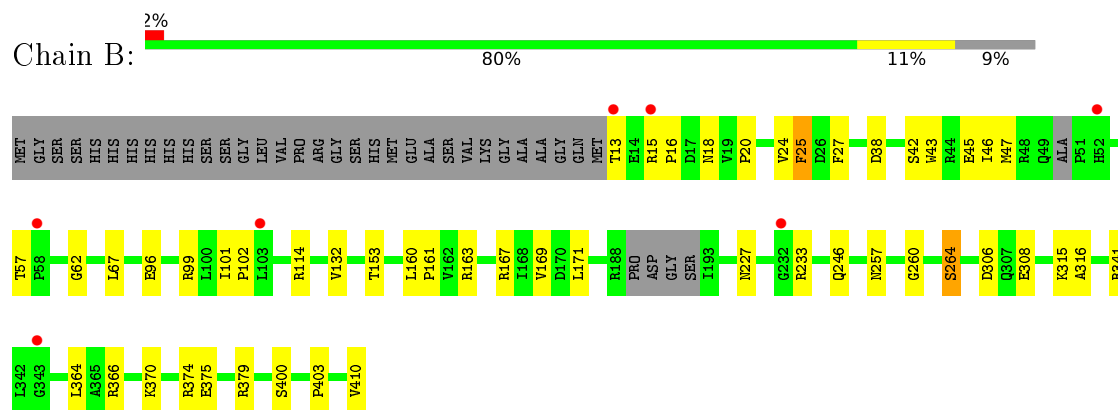 2%
Chain B:
80% 11% 9%
MET GLY SER SER HIS HIS HIS HIS HIS HIS SER SER GLY LEU VAL PRO ARG GLY SER HIS MET GLU ALA SER VAL LYS GLY ALA ALA GLY GLN MET T13 E14 R15 P16 D17 N18 V19 P20 V24 F25 D26 F27 D38 S42 W43 R44 E45 I46 M47 R48 Q49 ALA P51 H52
T57 P58 G62 L67 E96 R99 L100 I101 P102 L103 R114 V132 T153 L160 P161 V162 R163 R167 I168 V169 D170 L171 R188 PRO ASP GLY SER I193 N227 G232 R233 Q246 N257 G260 S264 D306 Q307 E308 K315 A316
L342 G343 L364 A365 R366 K370 R374 E375 R379 S400 P403 V410